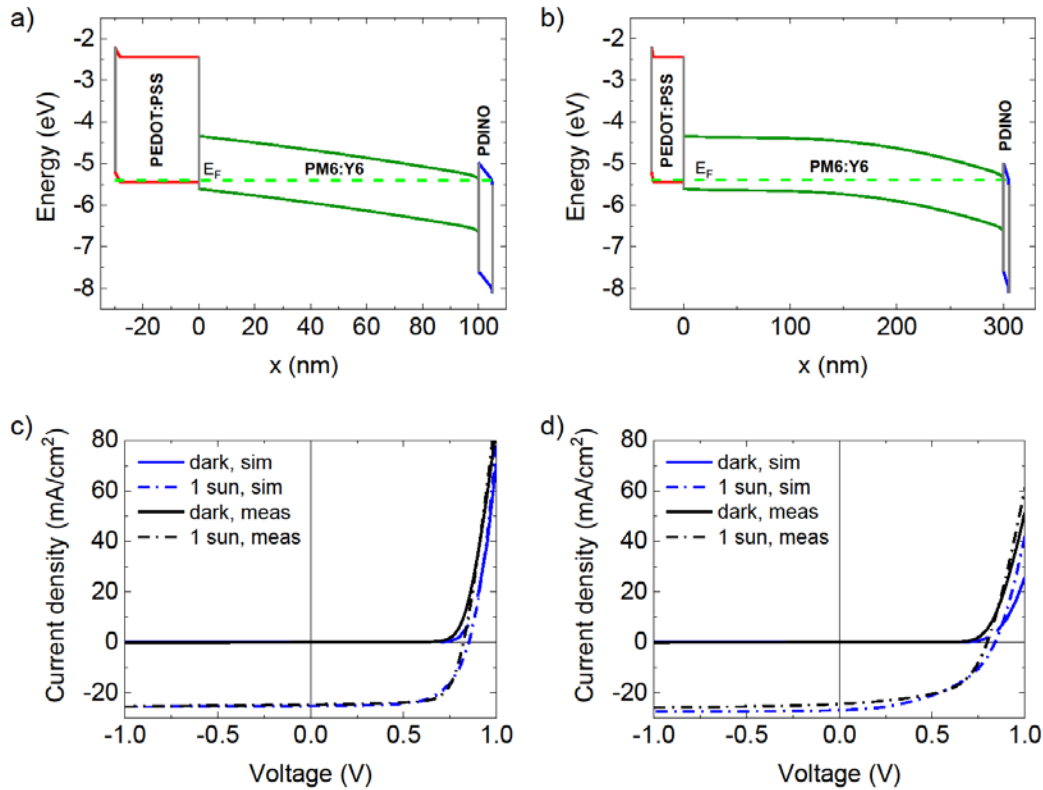 a)
Energy (eV)
-2
-3
-4
-5
-6
-7
-8
PEDOT:PSS
E_F
PM6:Y6
PDINO
-20 0 20 40 60 80 100
x (nm)
b)
Energy (eV)
-2
-3
-4
-5
-6
-7
-8
PEDOT:PSS
E_F
PM6:Y6
PDINO
0 100 200 300
x (nm)
c)
Current density (mA/cm²)
80
60
40
20
0
-20
dark, sim
1 sun, sim
dark, meas
1 sun, meas
-1.0 -0.5 0.0 0.5 1.0
Voltage (V)
d)
Current density (mA/cm²)
80
60
40
20
0
-20
dark, sim
1 sun, sim
dark, meas
1 sun, meas
-1.0 -0.5 0.0 0.5 1.0
Voltage (V)